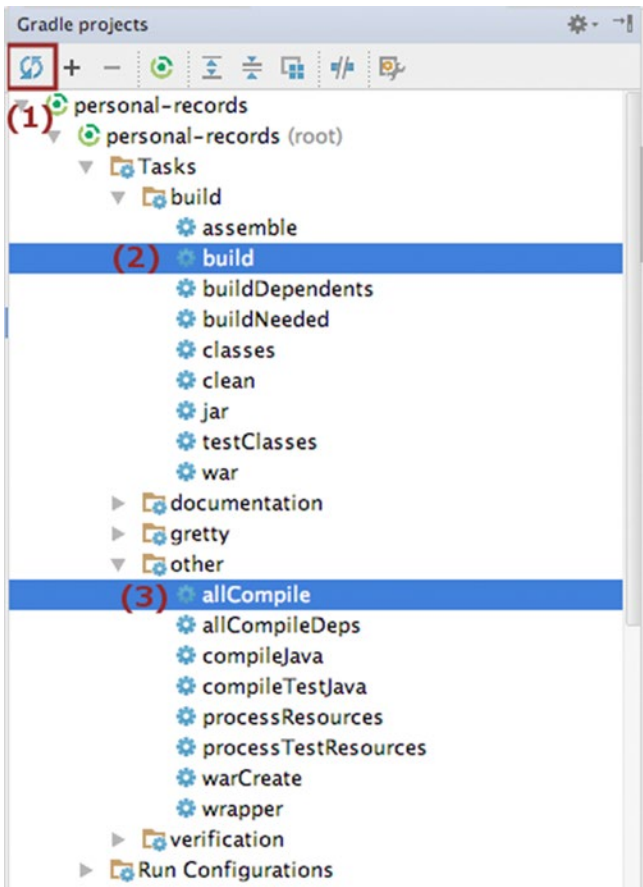 Gradle projects
(1) personal-records
personal-records (root)
Tasks
build
assemble
(2) build
buildDependents
buildNeeded
classes
clean
jar
testClasses
war
documentation
gretty
other
(3) allCompile
allCompileDeps
compileJava
compileTestJava
processResources
processTestResources
warCreate
wrapper
verification
Run Configurations